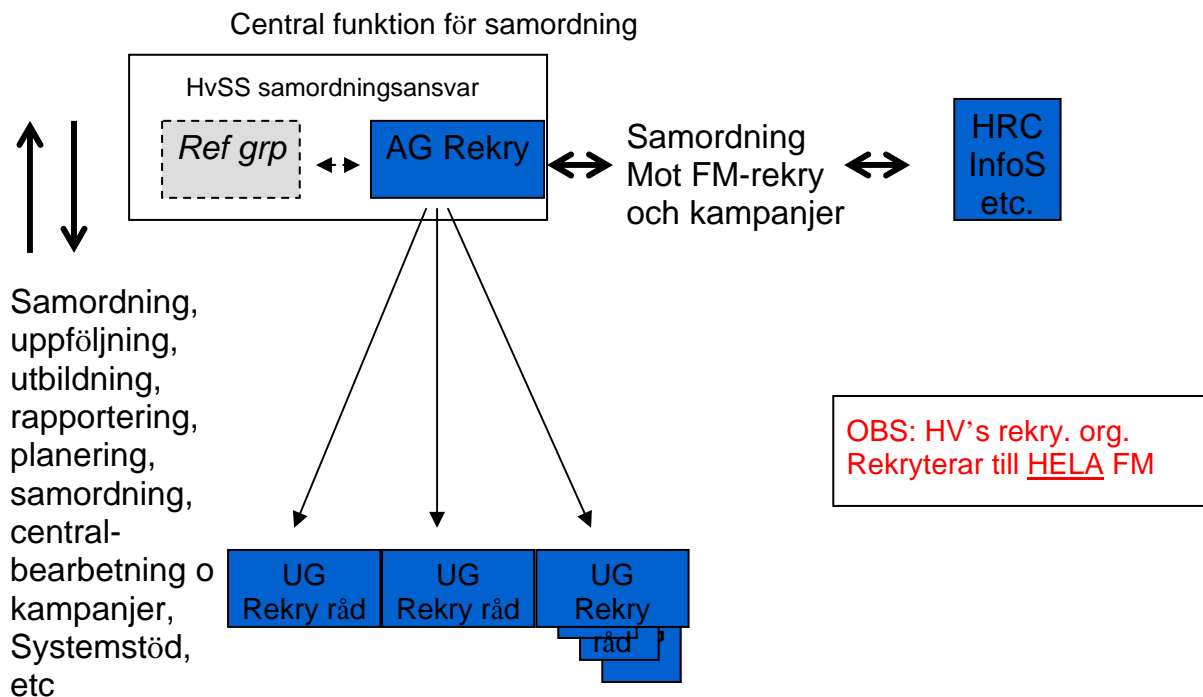 Central funktion för samordning
HvSS samordningsansvar
Ref grp
AG Rekry
Samordning
Mot FM-rekry
och kampanjer
HRC
InfoS
etc.
Samordning,
uppföljning,
utbildning,
rapportering,
planering,
samordning,
central-
bearbetning o
kampanjer,
Systemstöd,
etc
OBS: HV’s rekry. org.
Rekryterar till HELA FM
UG
Rekry råd
UG
Rekry råd
UG
Rekry
råd